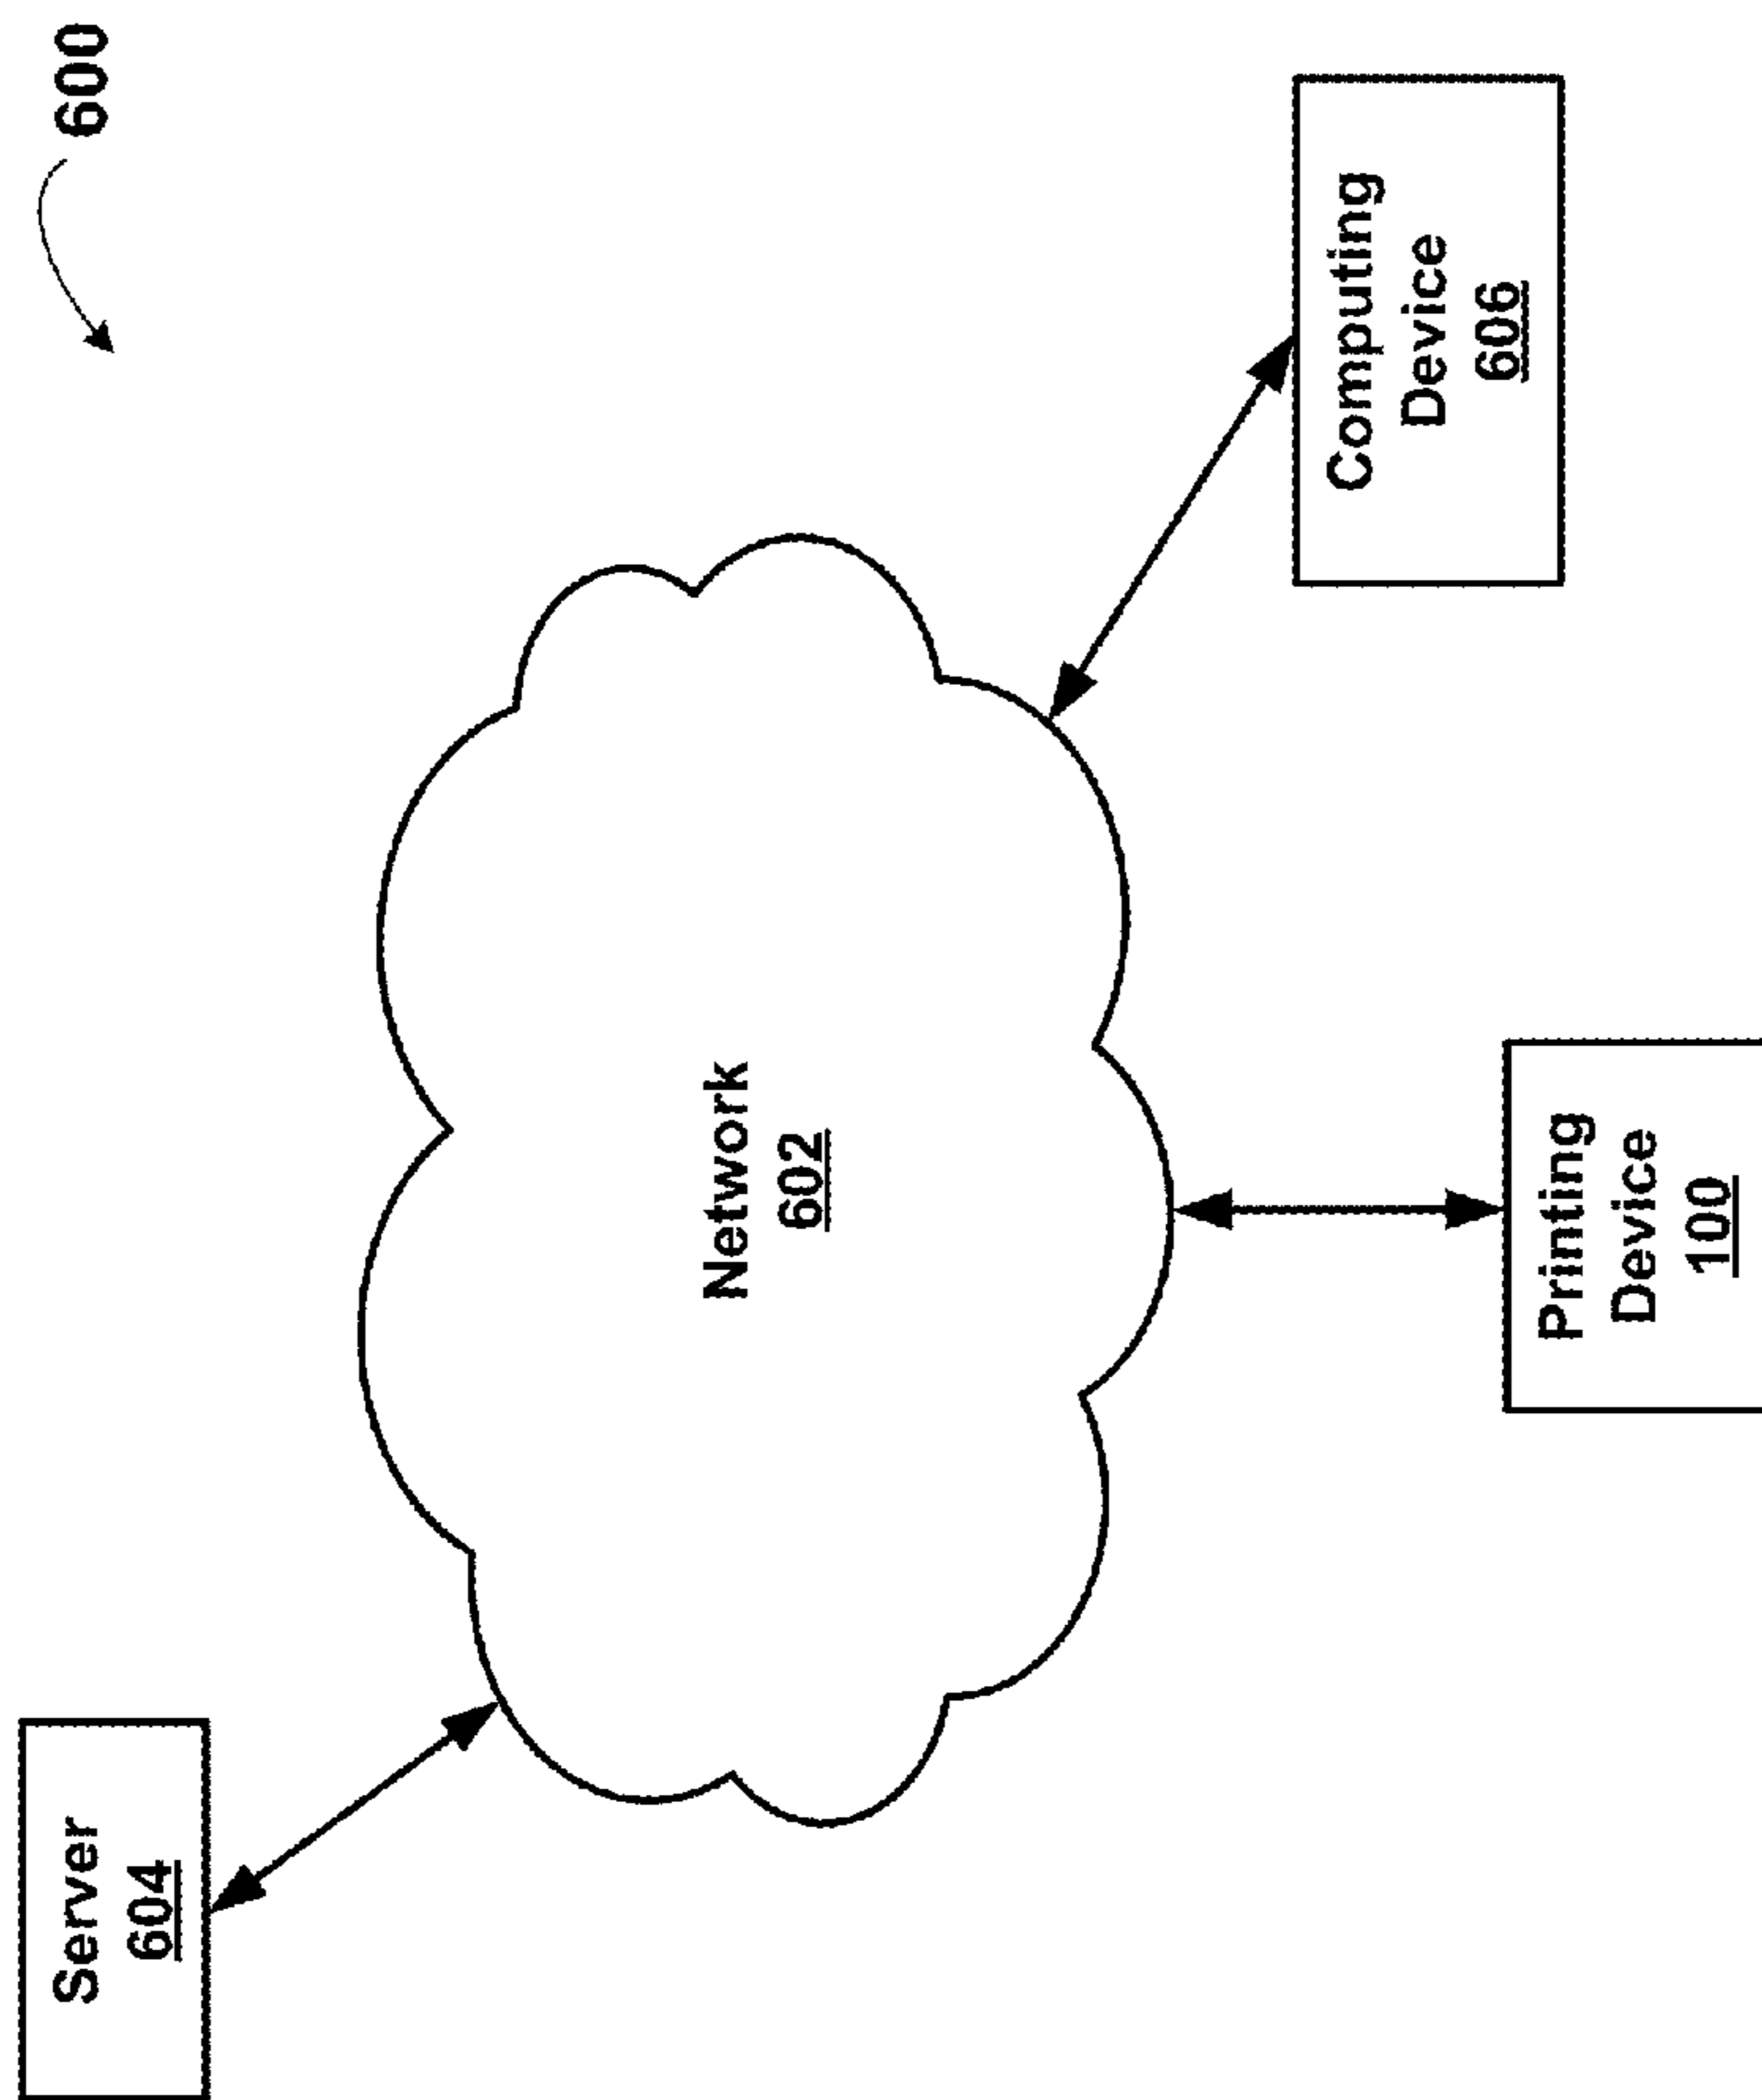 600
Server
604
Network
602
Computing
Device
606
Printing
Device
100